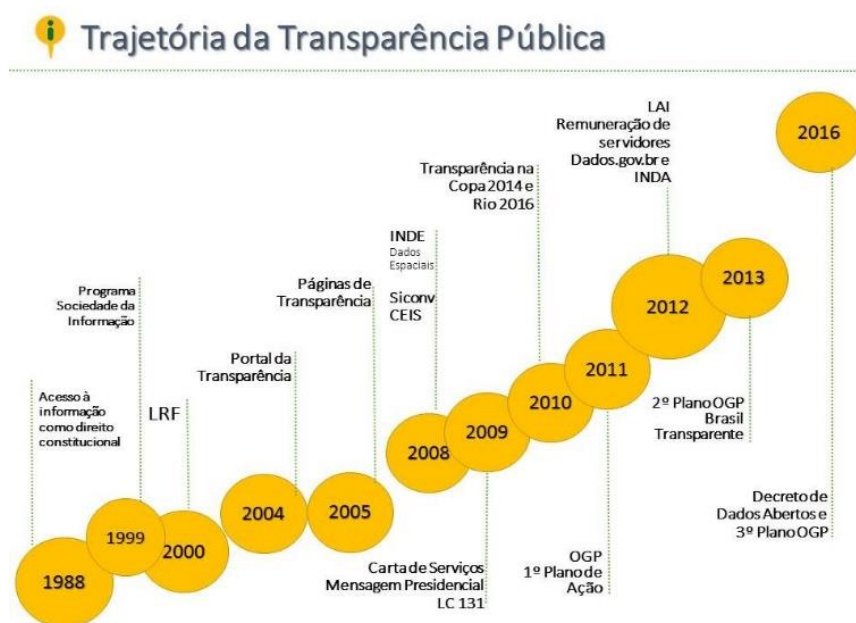 Trajetória da Transparência Pública
Acesso à
informação
como direito
constitucional
1988
Programa
Sociedade da
Informação
1999
LRF
2000
Portal da
Transparência
2004
Páginas de
Transparência
2005
INDE
Dados
Espaciais
Siconv
CEIS
2008
Carta de Serviços
Mensagem Presidencial
LC 131
2009
Transparência na
Copa 2014 e
Rio 2016
2010
OGP
1º Plano de
Ação
2011
LAI
Remuneração de
servidores
Dados.gov.br e
INDA
2012
2º Plano OGP
Brasil
Transparente
2013
Decreto de
Dados Abertos e
3º Plano OGP
2016